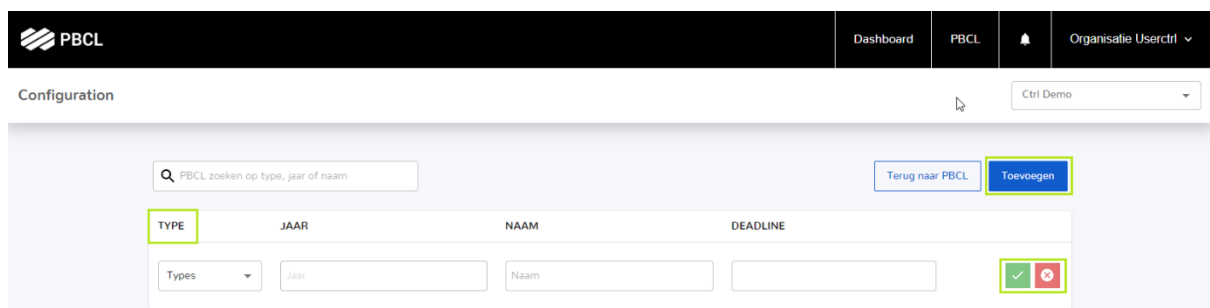 PBCL Dashboard PBCL Organisatie Userctrl
Configuration Ctrl Demo
PBCL zoeken op type, jaar of naam Terug naar PBCL Toevoegen
TYPE JAAR NAAM DEADLINE
Types Jaar Naam